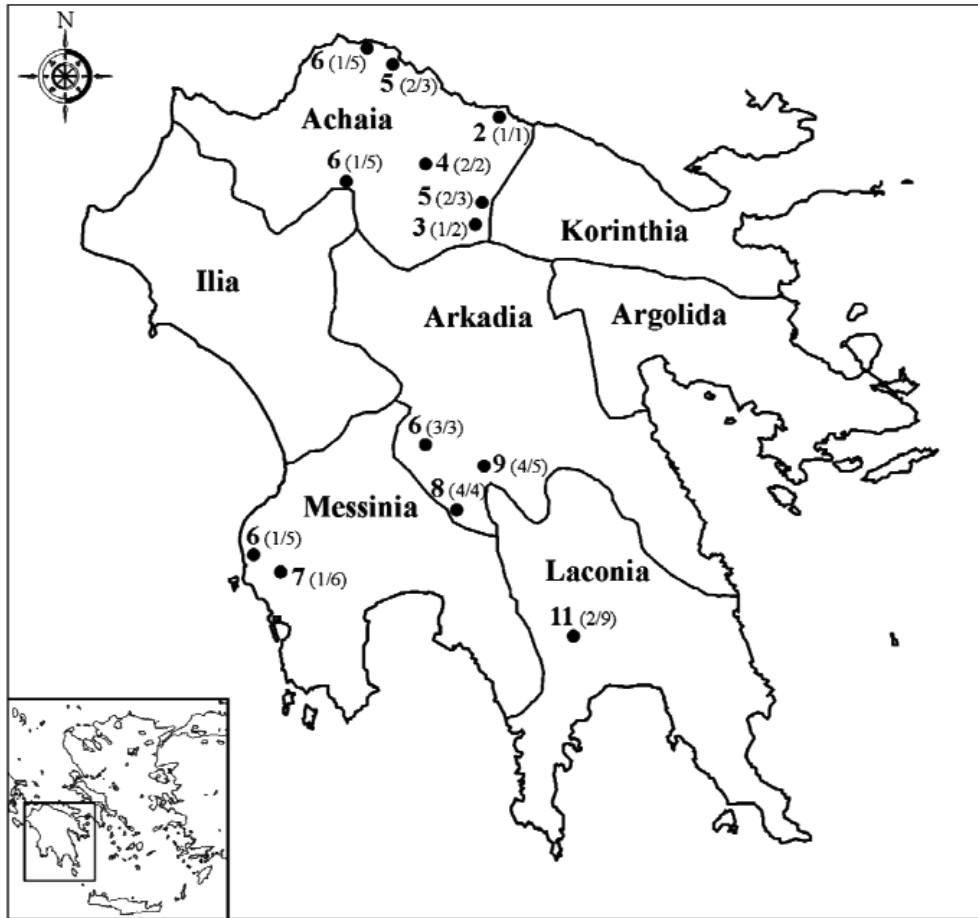 N
6 (1/5)
5 (2/3)
Achaia
2 (1/1)
4 (2/2)
6 (1/5)
5 (2/3)
3 (1/2)
Korinthia
Ilia
Arkadia
Argolida
6 (3/3)
9 (4/5)
8 (4/4)
Messinia
6 (1/5)
7 (1/6)
Laconia
11 (2/9)